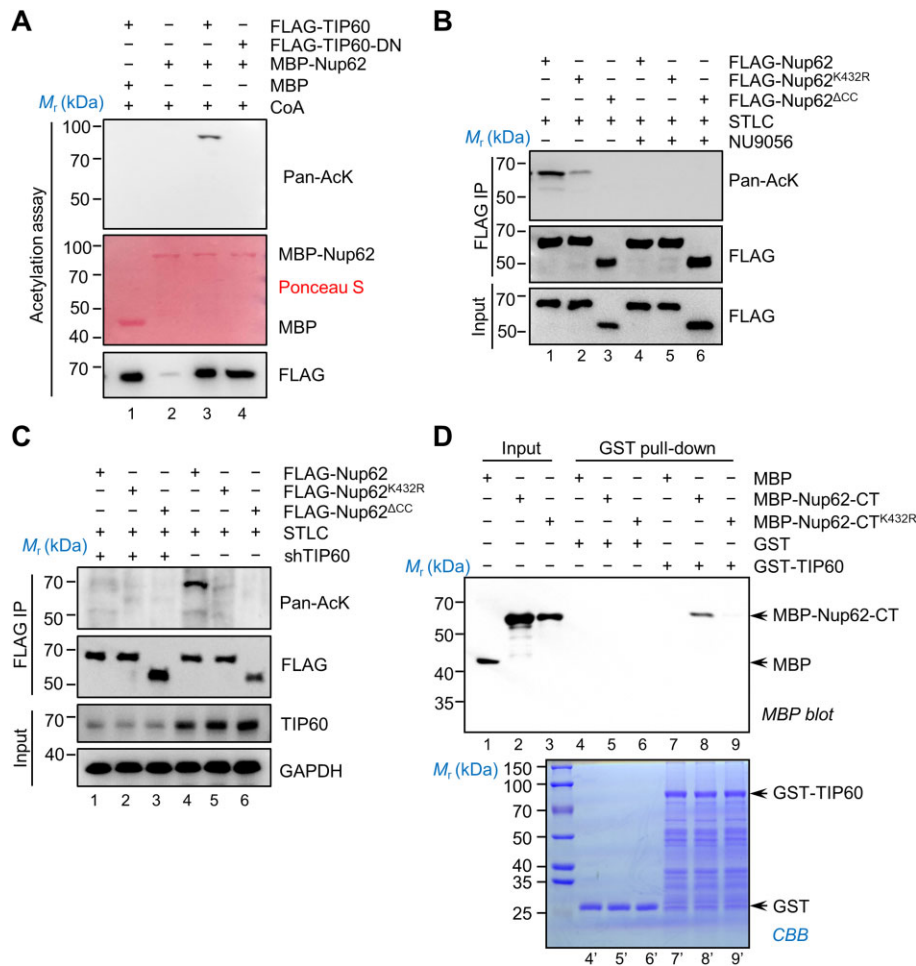 A
+ − + − FLAG-TIP60
− − − + FLAG-TIP60-DN
− + + + MBP-Nup62
+ − − − MBP
Mr (kDa) + + + + CoA
100
70
50
Pan-AcK
100
70
50
40
MBP-Nup62
Ponceau S
MBP
70
FLAG
Acetylation assay
1 2 3 4
B
+ − − + − − FLAG-Nup62
− + − − + − FLAG-Nup62K432R
− − + − − + FLAG-Nup62ΔCC
+ + + + + + STLC
Mr (kDa) − − − + + + NU9056
70
50
Pan-AcK
70
50
FLAG
FLAG IP
70
50
FLAG
Input
1 2 3 4 5 6
C
+ − − + − − FLAG-Nup62
− + − − + − FLAG-Nup62K432R
− − + − − + FLAG-Nup62ΔCC
+ + + − − − STLC
Mr (kDa) + + + − − − shTIP60
70
50
Pan-AcK
70
50
FLAG
FLAG IP
70
TIP60
40
GAPDH
Input
1 2 3 4 5 6
D
Input GST pull-down
+ − − + − − + − − MBP
− + − − + − − + − MBP-Nup62-CT
− − + − − + − − + MBP-Nup62-CTK432R
− − − + + + − − − GST
Mr (kDa) − − − − − − + + + GST-TIP60
70
50
40
35
MBP-Nup62-CT
MBP
MBP blot
1 2 3 4 5 6 7 8 9
Mr (kDa)
150
100
70
50
40
35
25
GST-TIP60
GST
CBB
4' 5' 6' 7' 8' 9'